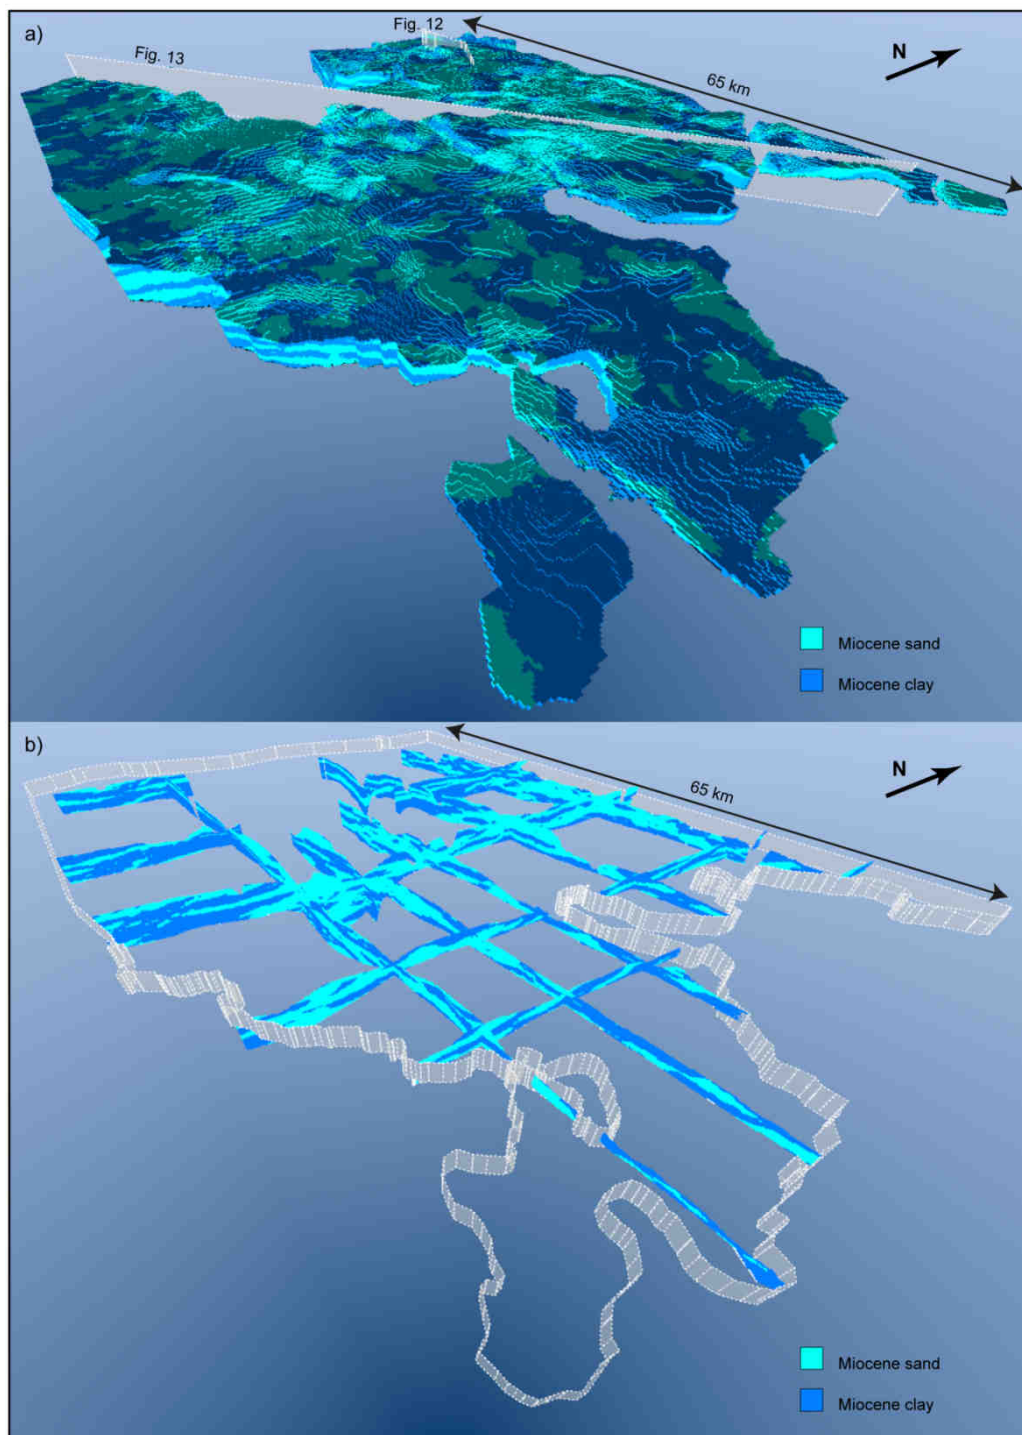 a)
Fig. 12
Fig. 13
N
65 km
Miocene sand
Miocene clay
b)
N
65 km
Miocene sand
Miocene clay